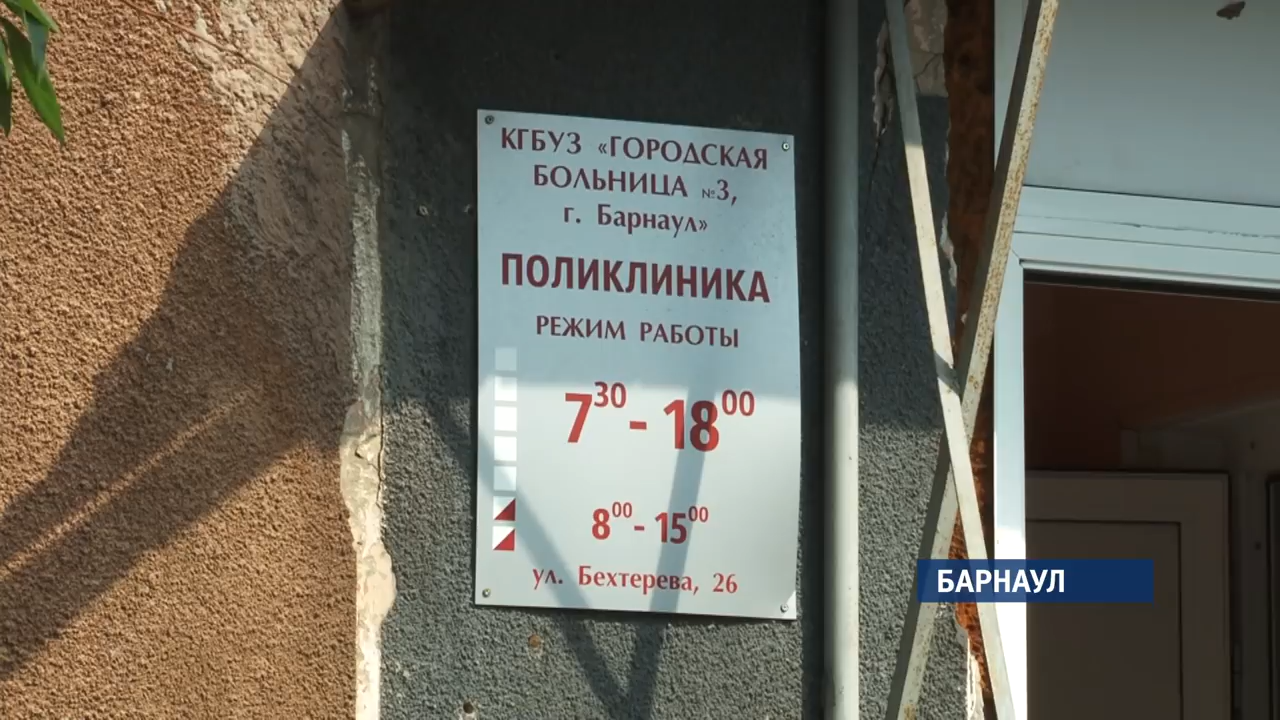 КГБУЗ «ГОРОДСКАЯ
БОЛЬНИЦА №3,
г. Барнаул»
ПОЛИКЛИНИКА
РЕЖИМ РАБОТЫ
7³⁰ - 18⁰⁰
8⁰⁰ - 15⁰⁰
ул. Бехтерева, 26
БАРНАУЛ